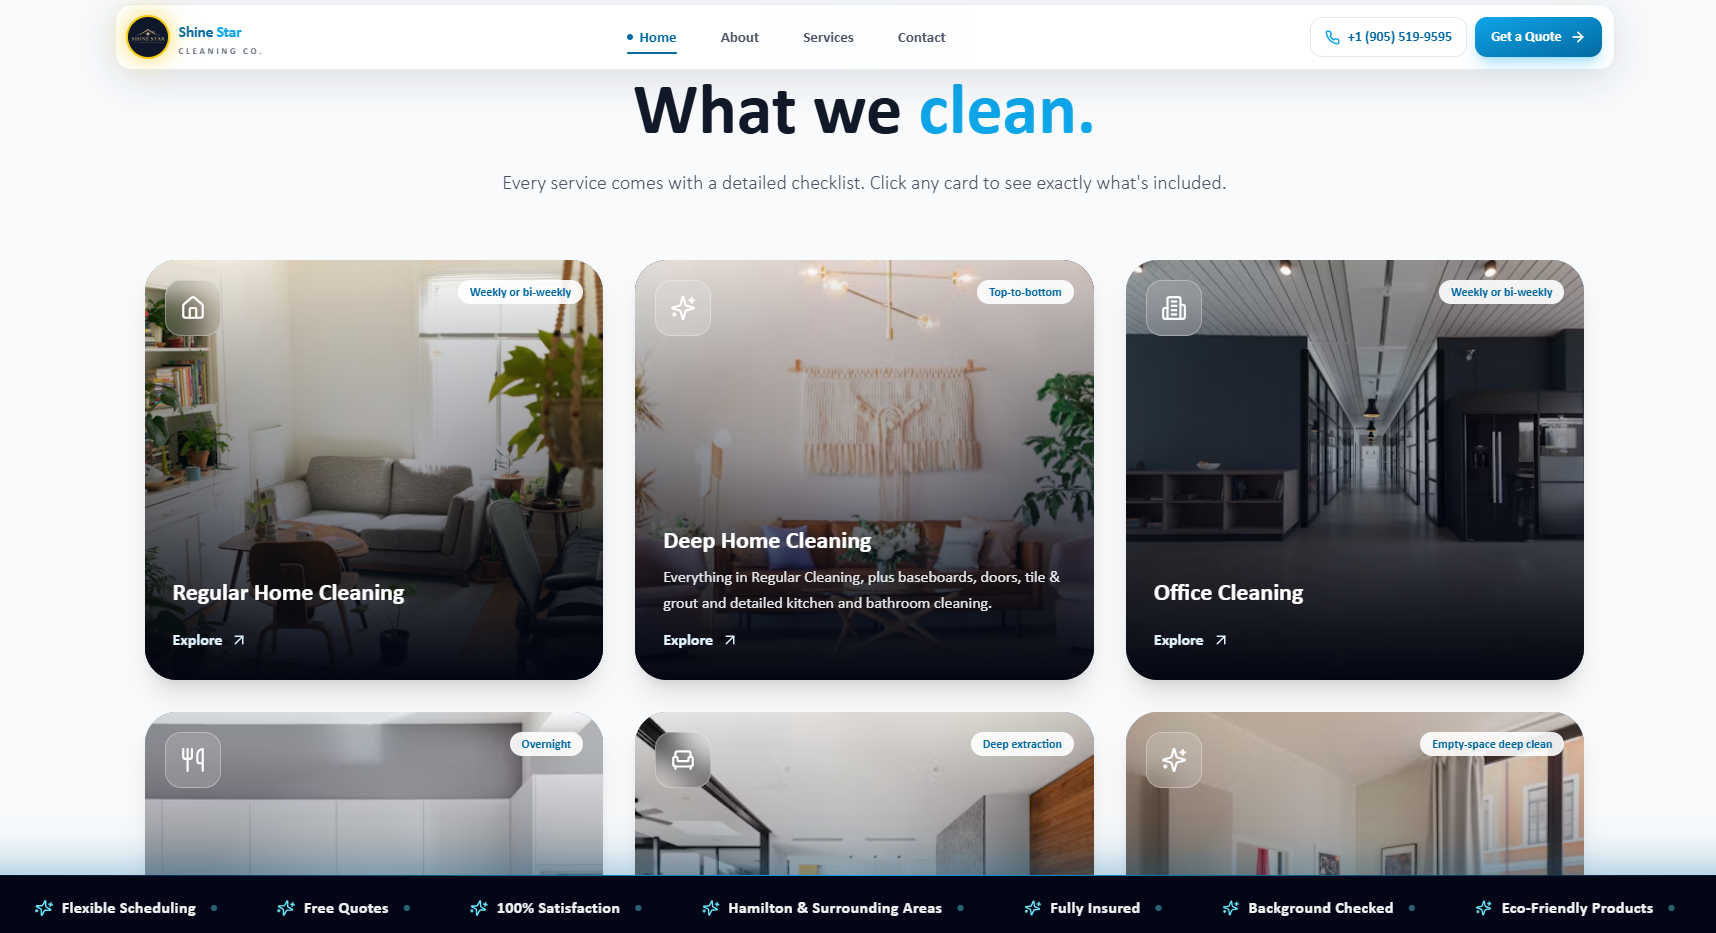 SHINE STAR
Shine Star
CLEANING CO.
Home
About
Services
Contact
+1 (905) 519-9595
Get a Quote
What we clean.
Every service comes with a detailed checklist. Click any card to see exactly what's included.
Weekly or bi-weekly
Regular Home Cleaning
Explore
Top-to-bottom
Deep Home Cleaning
Everything in Regular Cleaning, plus baseboards, doors, tile &
grout and detailed kitchen and bathroom cleaning.
Explore
Weekly or bi-weekly
Office Cleaning
Explore
Overnight
Deep extraction
Empty-space deep clean
Flexible Scheduling
Free Quotes
100% Satisfaction
Hamilton & Surrounding Areas
Fully Insured
Background Checked
Eco-Friendly Products